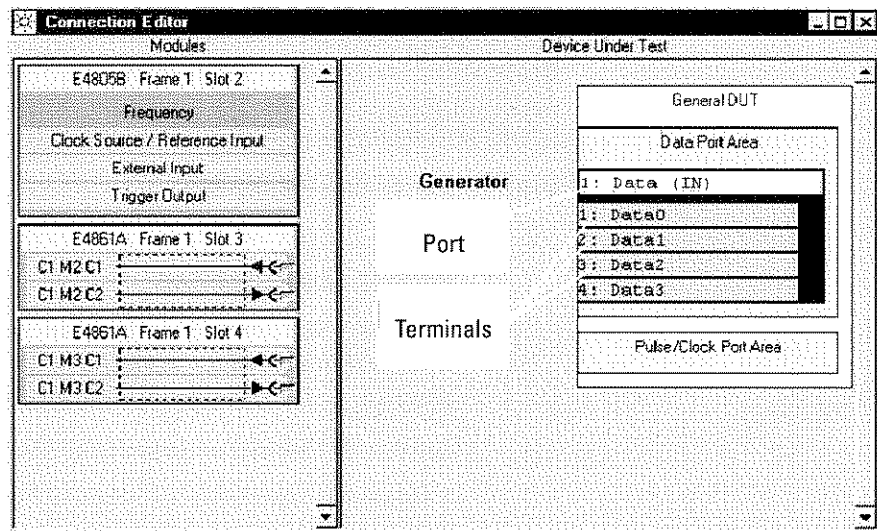 Connection Editor
Modules
Device Under Test
E4805B Frame 1 Slot 2
Frequency
Clock Source / Reference Input
External Input
Trigger Output
E4861A Frame 1 Slot 3
C1 M2 C1
C1 M2 C2
E4861A Frame 1 Slot 4
C1 M3 C1
C1 M3 C2
Generator
Port
Terminals
General DUT
Data Port Area
1: Data (IN)
1: Data0
2: Data1
3: Data2
4: Data3
Pulse/Clock Port Area